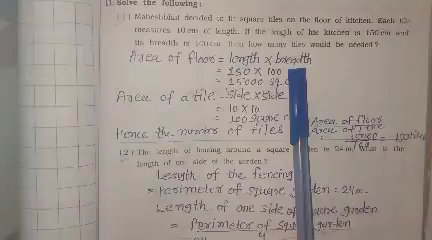 D. Solve the following:
(1) Maheshbhai decided to fit square tiles on the floor of kitchen. Each tile
measures 10 cm of length. If the length of his kitchen is 150 cm and
its breadth is 100 cm then how many tiles would be needed?
Area of floor = length × breadth
= 150 × 100
= 15000 sq.
Area of a tile = side × side
= 10 × 10
= 100 square
Hence the number of tiles Area of floor
Area of 1 tile
= 150 tiles
(2) The length of fencing around a square garden is 24 m. What is the
length of one side of the garden?
Length of the fencing
= Perimeter of square garden = 24m.
Length of one side of square garden
= Perimeter of square garden
4